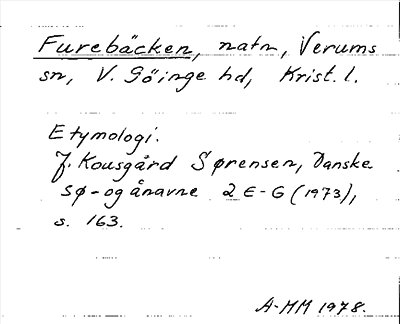 Furebäcken, natn, Verums
sn, V. Göinge hd, Krist. l.
Etymologi.
J. Kousgård Sørensen, Danske
sø- og ånavne 2 E-G (1973),
s. 163.
A-MM 1978.